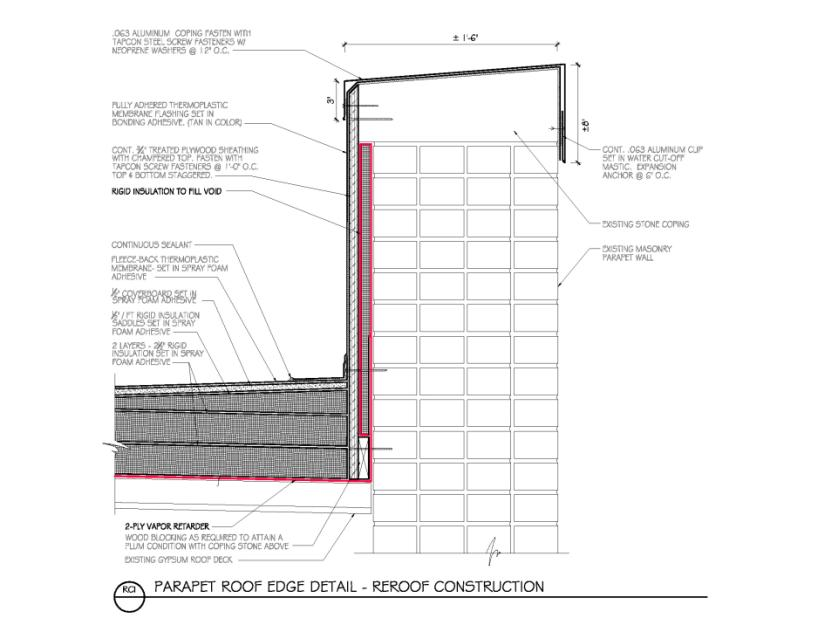 .063 ALUMINUM COPING FASTEN WITH
TAPCON STEEL SCREW FASTENERS W/
NEOPRENE WASHERS @ 12" O.C.
± 1'-6"
3"
±8"
FULLY ADHERED THERMOPLASTIC
MEMBRANE FLASHING SET IN
BONDING ADHESIVE. (TAN IN COLOR)
CONT. ¾" TREATED PLYWOOD SHEATHING
WITH CHAMFERED TOP. FASTEN WITH
TAPCON SCREW FASTENERS @ 1'-0" O.C.
TOP & BOTTOM STAGGERED.
RIGID INSULATION TO FILL VOID
CONT. .063 ALUMINUM CLIP
SET IN WATER CUT-OFF
MASTIC. EXPANSION
ANCHOR @ 6" O.C.
EXISTING STONE COPING
EXISTING MASONRY
PARAPET WALL
CONTINUOUS SEALANT
FLEECE-BACK THERMOPLASTIC
MEMBRANE- SET IN SPRAY FOAM
ADHESIVE
COVERBOARD SET IN
SPRAY FOAM ADHESIVE
/ FT RIGID INSULATION
SADDLES SET IN SPRAY
FOAM ADHESIVE
2 LAYERS - RIGID
INSULATION SET IN SPRAY
FOAM ADHESIVE
2-PLY VAPOR RETARDER
WOOD BLOCKING AS REQUIRED TO ATTAIN A
PLUM CONDITION WITH COPING STONE ABOVE
EXISTING GYPSUM ROOF DECK
RC1 PARAPET ROOF EDGE DETAIL - REROOF CONSTRUCTION